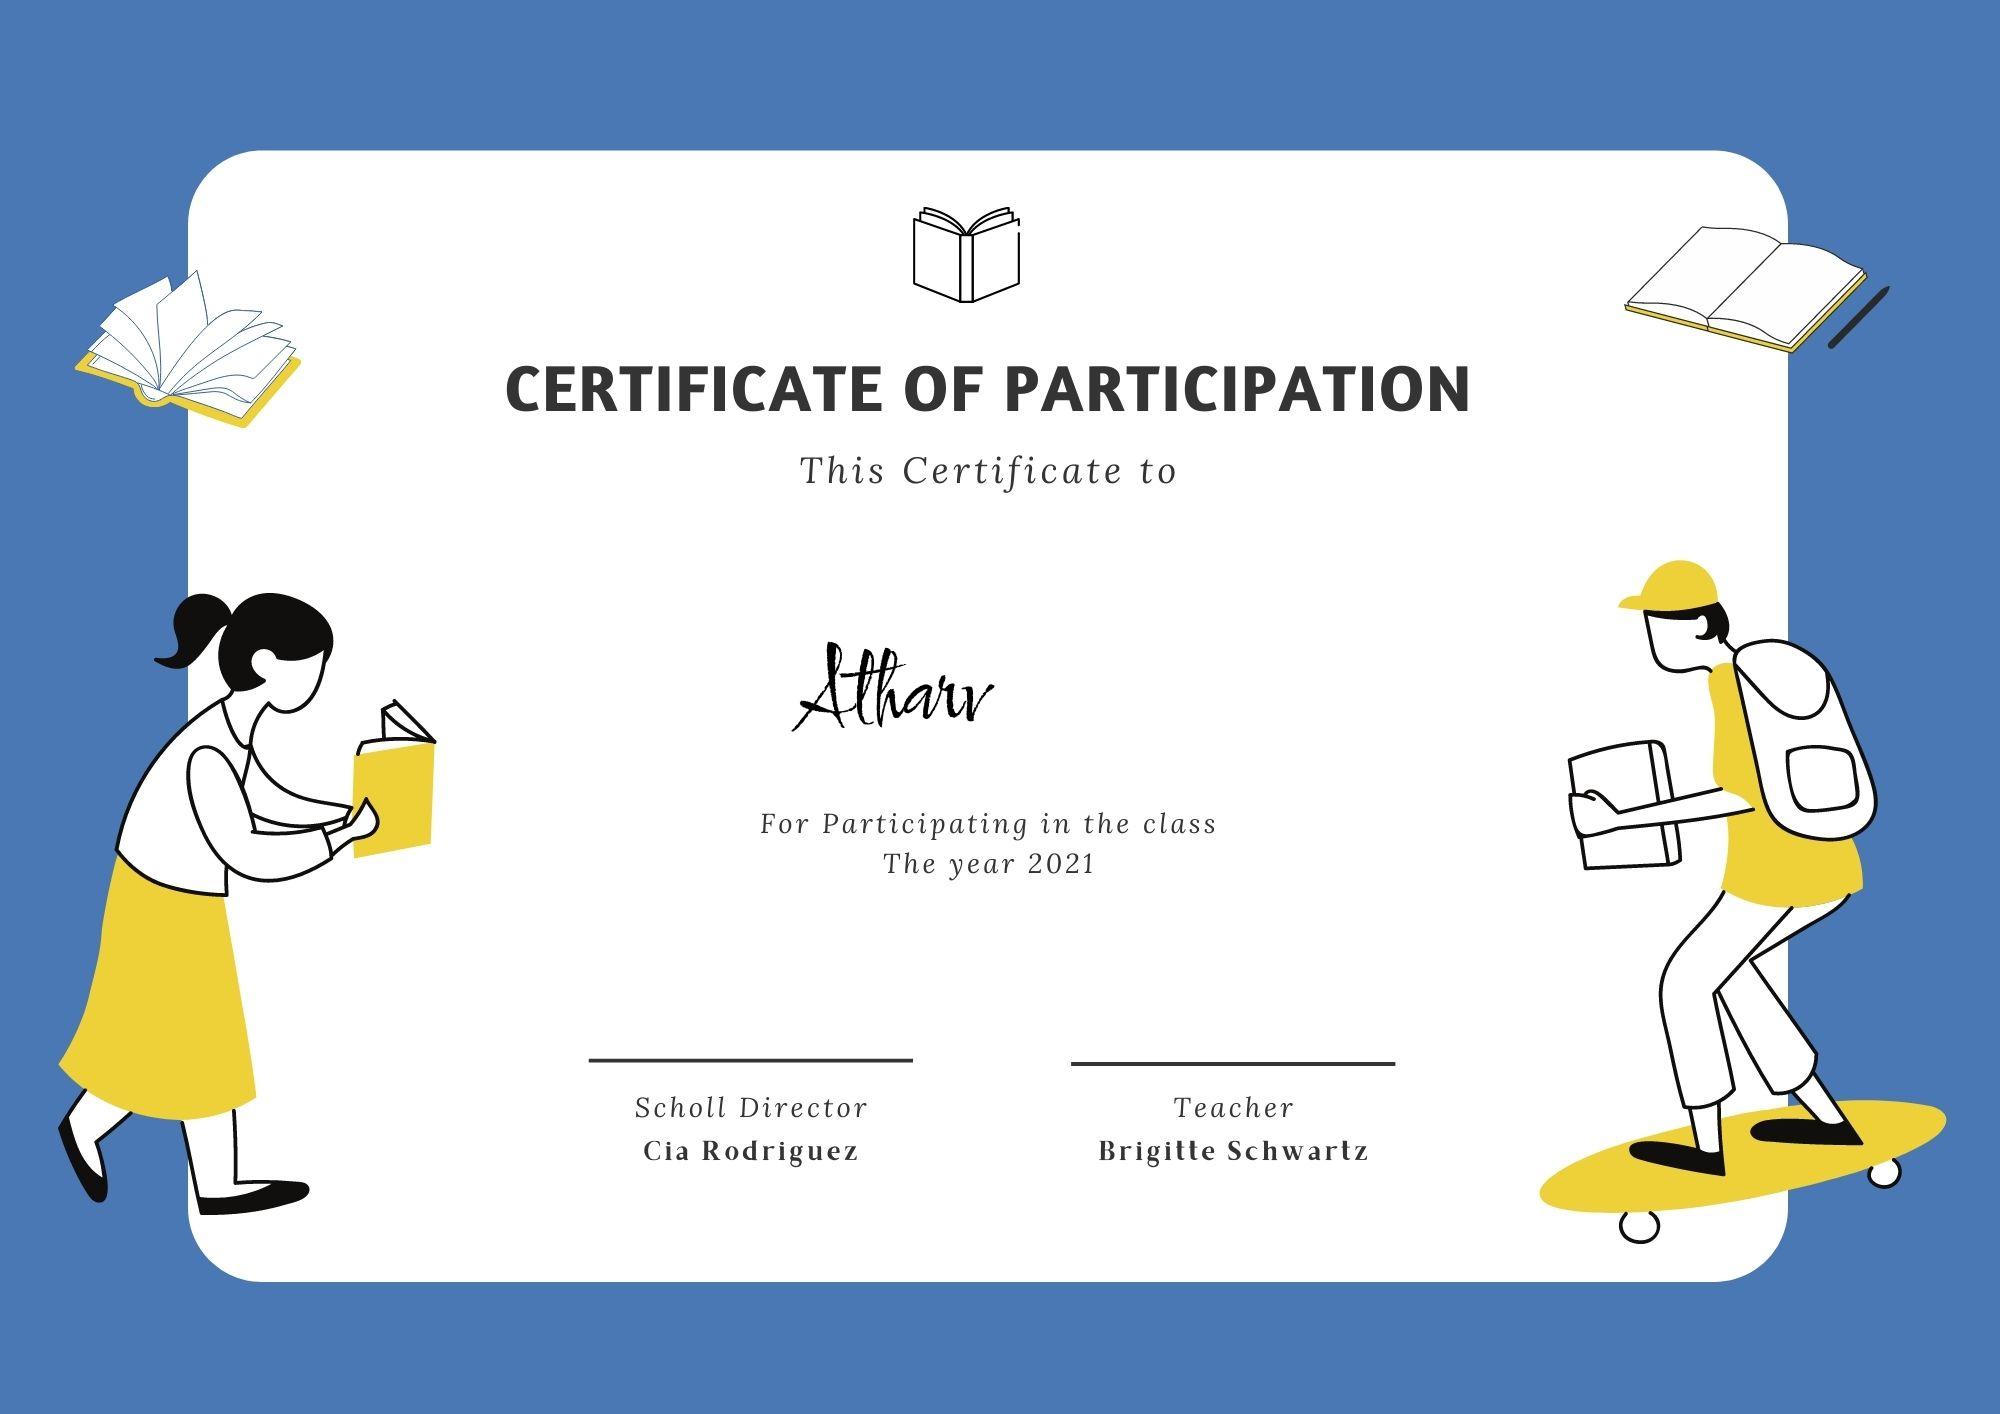 CERTIFICATE OF PARTICIPATION
This Certificate to
Atharv
For Participating in the class
The year 2021
Scholl Director
Cia Rodriguez
Teacher
Brigitte Schwartz